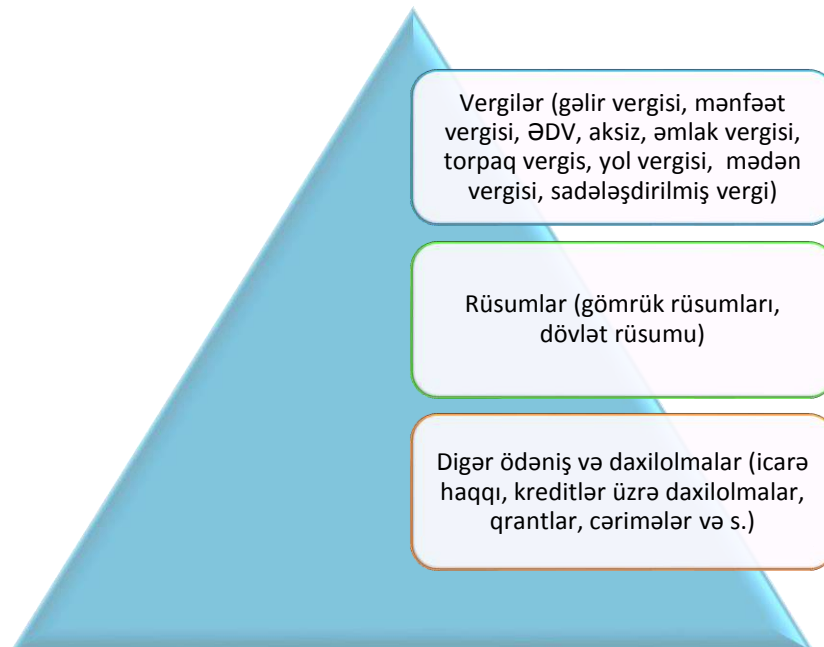 Vergilər (gəlir vergisi, mənfəət
vergisi, ƏDV, aksiz, əmlak vergisi,
torpaq vergis, yol vergisi, mədən
vergisi, sadələşdirilmiş vergi)
Rüsumlar (gömrük rüsumları,
dövlət rüsumu)
Digər ödəniş və daxilolmalar (icarə
haqqı, kreditlər üzrə daxilolmalar,
qrantlar, cərimələr və s.)